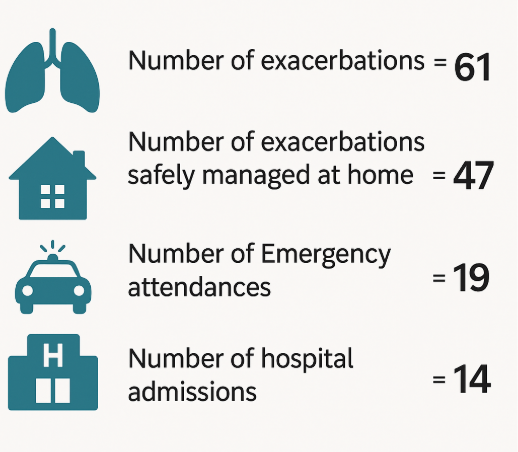 Number of exacerbations = 61
Number of exacerbations
safely managed at home = 47
Number of Emergency
attendances = 19
H
Number of hospital
admissions = 14